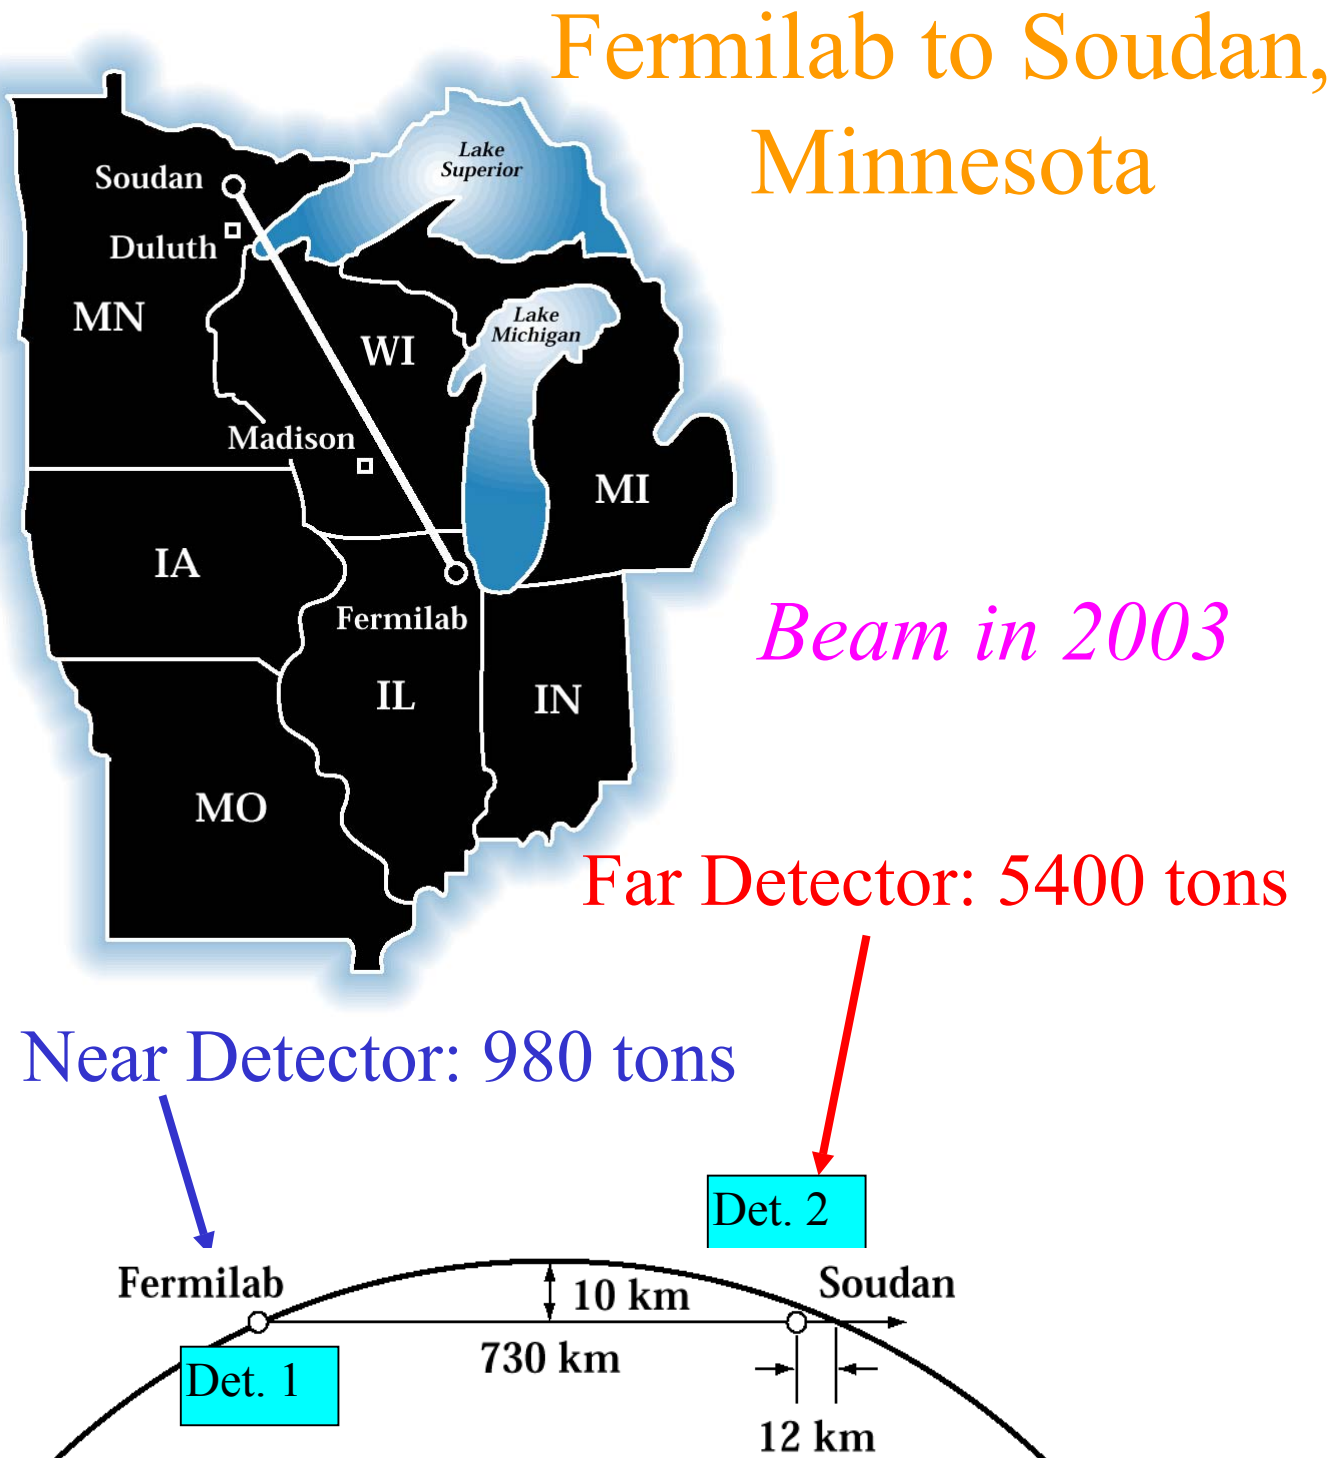 Fermilab to Soudan,
Minnesota
Lake
Superior
Soudan
Duluth
MN
Lake
Michigan
WI
Madison
MI
IA
Fermilab
Beam in 2003
IL
IN
MO
Far Detector: 5400 tons
Near Detector: 980 tons
Det. 2
Fermilab
Soudan
10 km
730 km
Det. 1
12 km